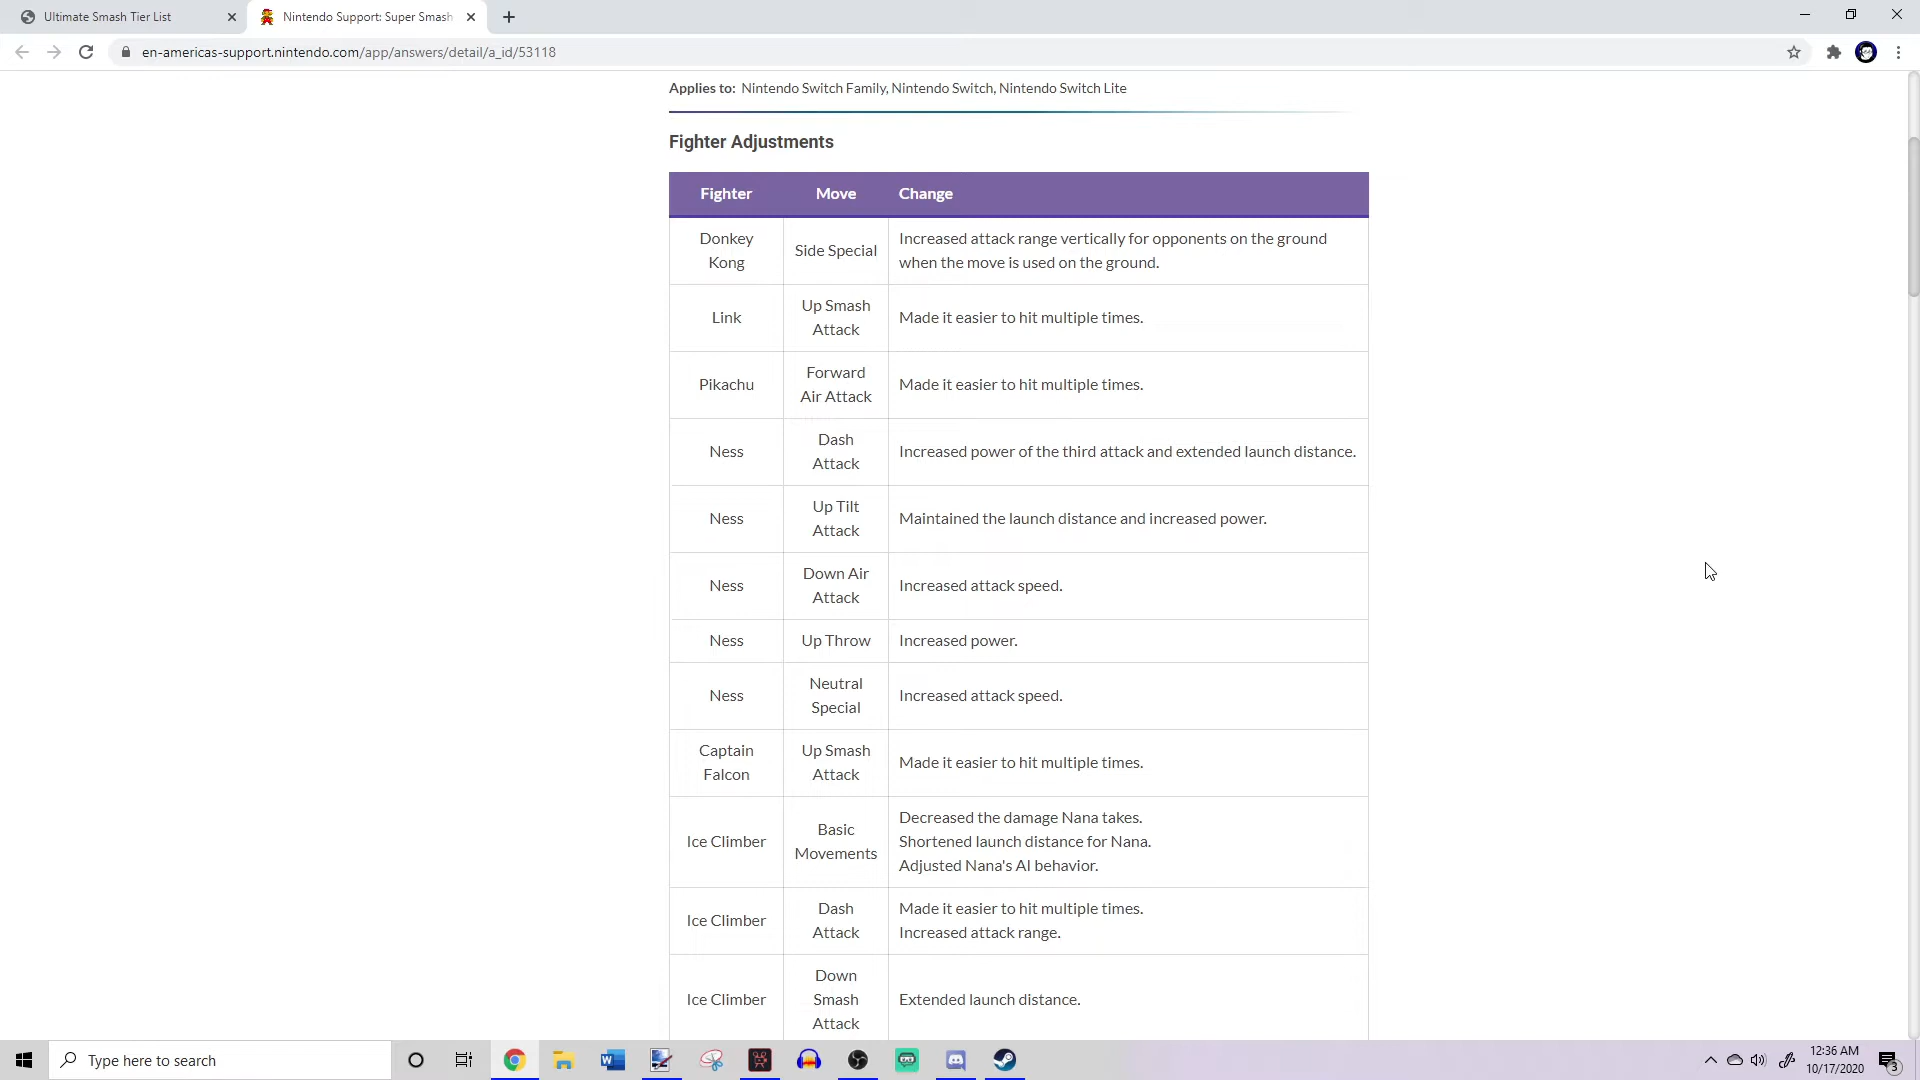 Ultimate Smash Tier List
Nintendo Support: Super Smash
en-americas-support.nintendo.com/app/answers/detail/a_id/53118
Applies to: Nintendo Switch Family, Nintendo Switch, Nintendo Switch Lite
Fighter Adjustments
Fighter Move Change
Donkey Kong
Side Special
Increased attack range vertically for opponents on the ground
when the move is used on the ground.
Link
Up Smash
Attack
Made it easier to hit multiple times.
Pikachu
Forward
Air Attack
Made it easier to hit multiple times.
Ness
Dash
Attack
Increased power of the third attack and extended launch distance.
Ness
Up Tilt
Attack
Maintained the launch distance and increased power.
Ness
Down Air
Attack
Increased attack speed.
Ness
Up Throw
Increased power.
Ness
Neutral
Special
Increased attack speed.
Captain
Falcon
Up Smash
Attack
Made it easier to hit multiple times.
Ice Climber
Basic
Movements
Decreased the damage Nana takes.
Shortened launch distance for Nana.
Adjusted Nana's AI behavior.
Ice Climber
Dash
Attack
Made it easier to hit multiple times.
Increased attack range.
Ice Climber
Down
Smash
Attack
Extended launch distance.
Type here to search
12:36 AM
10/17/2020
3